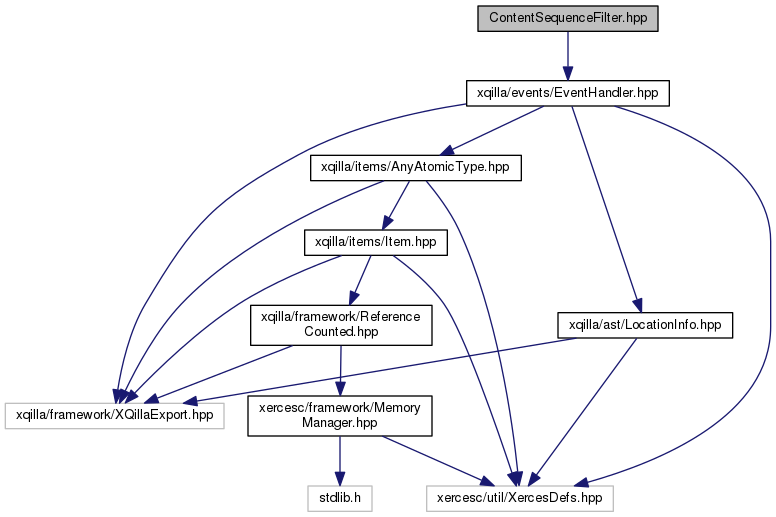 ContentSequenceFilter.hpp
xqilla/events/EventHandler.hpp
xqilla/items/AnyAtomicType.hpp
xqilla/items/Item.hpp
xqilla/framework/Reference
Counted.hpp
xqilla/ast/LocationInfo.hpp
xqilla/framework/XQillaExport.hpp
xercesc/framework/Memory
Manager.hpp
stdlib.h
xercesc/util/XercesDefs.hpp